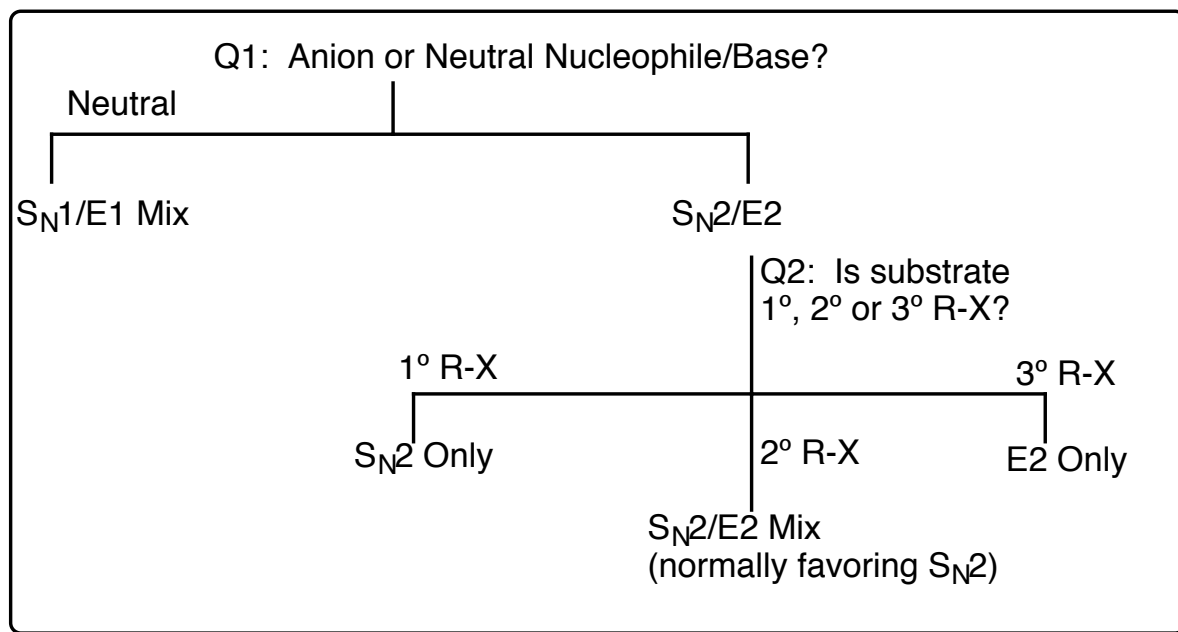 Q1: Anion or Neutral Nucleophile/Base?
Neutral
SN1/E1 Mix
SN2/E2
Q2: Is substrate
1º, 2º or 3º R-X?
1º R-X
3º R-X
SN2 Only
2º R-X
E2 Only
SN2/E2 Mix
(normally favoring SN2)